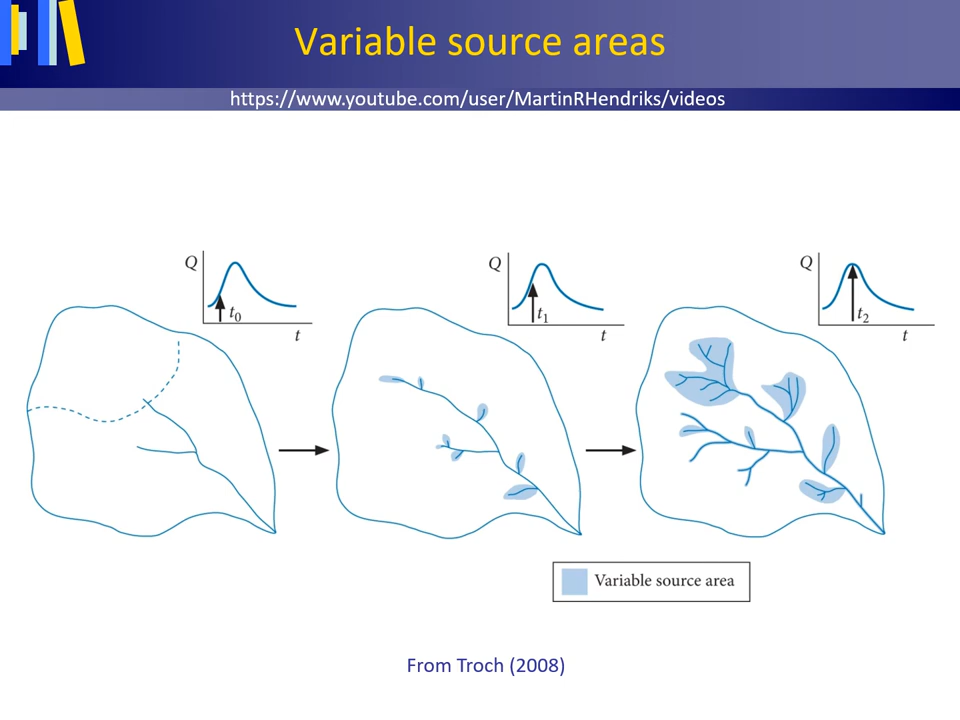 Variable source areas
https://www.youtube.com/user/MartinRHendriks/videos
Q
t0
t
Q
t1
t
Q
t2
t
Variable source area
From Troch (2008)